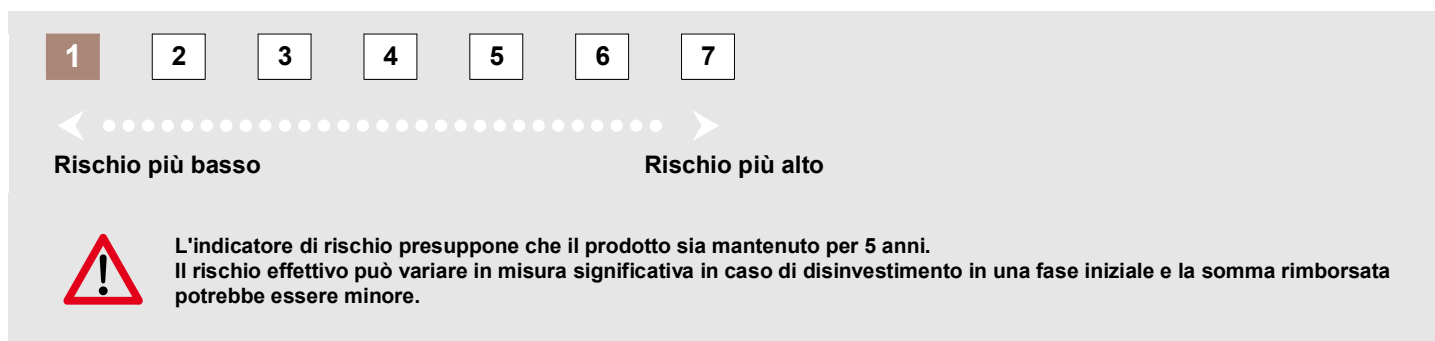 1 2 3 4 5 6 7
Rischio più basso Rischio più alto
L'indicatore di rischio presuppone che il prodotto sia mantenuto per 5 anni.
Il rischio effettivo può variare in misura significativa in caso di disinvestimento in una fase iniziale e la somma rimborsata
potrebbe essere minore.